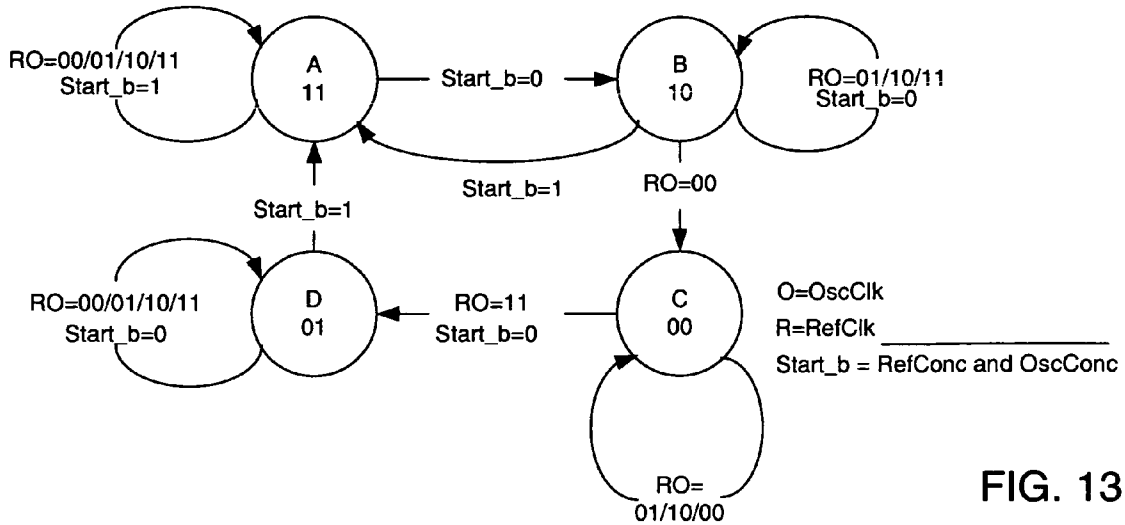 RO=00/01/10/11
Start_b=1
A
11
Start_b=0
B
10
RO=01/10/11
Start_b=0
Start_b=1
RO=00
Start_b=1
RO=00/01/10/11
Start_b=0
D
01
RO=11
Start_b=0
C
00
O=OscClk
R=RefClk
Start_b = RefConc and OscConc
RO=
01/10/00
FIG. 13